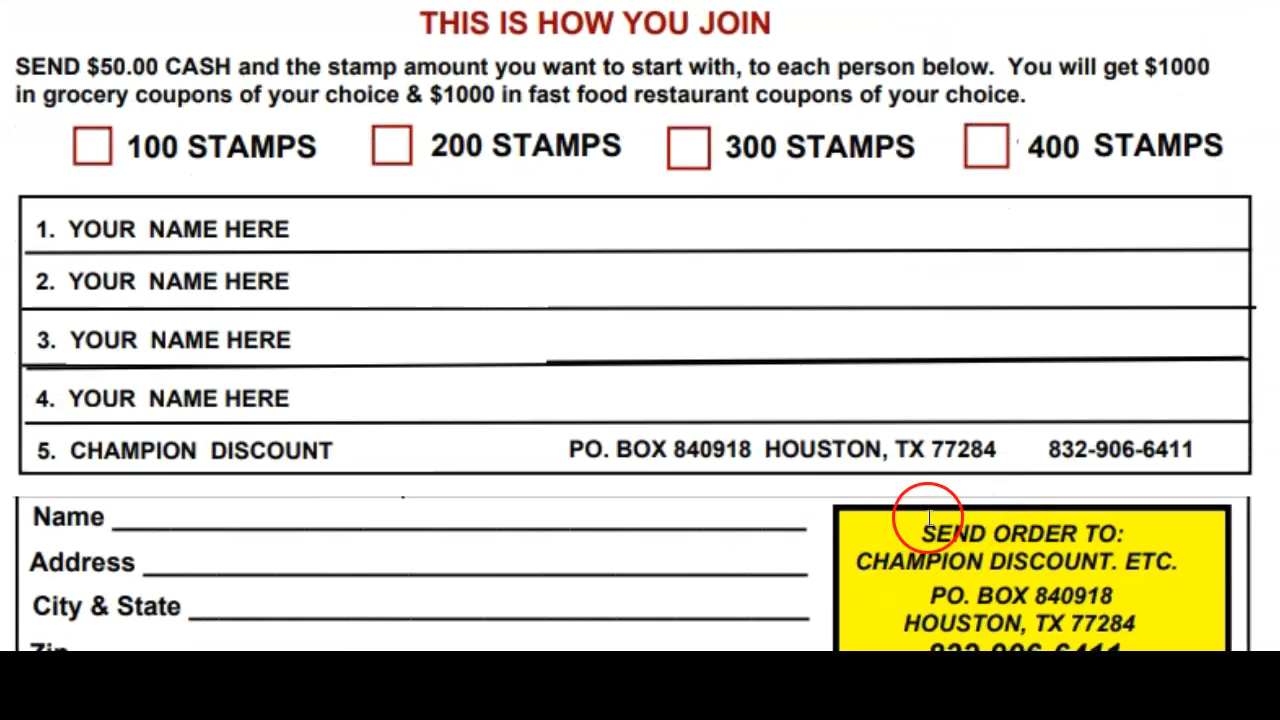 THIS IS HOW YOU JOIN
SEND $50.00 CASH and the stamp amount you want to start with, to each person below. You will get $1000
in grocery coupons of your choice & $1000 in fast food restaurant coupons of your choice.
100 STAMPS 200 STAMPS 300 STAMPS 400 STAMPS
1. YOUR NAME HERE
2. YOUR NAME HERE
3. YOUR NAME HERE
4. YOUR NAME HERE
5. CHAMPION DISCOUNT PO. BOX 840918 HOUSTON, TX 77284 832-906-6411
Name
Address
City & State
Zip
SEND ORDER TO:
CHAMPION DISCOUNT. ETC.
PO. BOX 840918
HOUSTON, TX 77284
832-906-6411